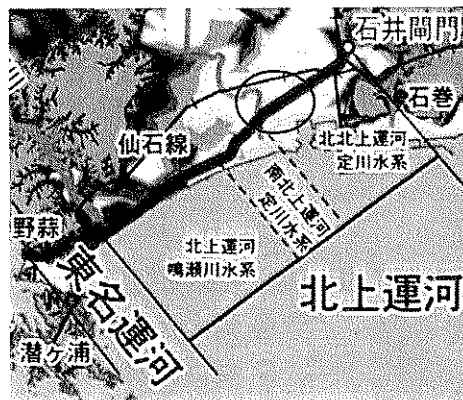 石井閘門
石巻
仙石線
北北上運河
定川水系
南北上運河
定川水系
野蒜
北上運河
鳴瀬川水系
東名運河
北上運河
潜ケ浦